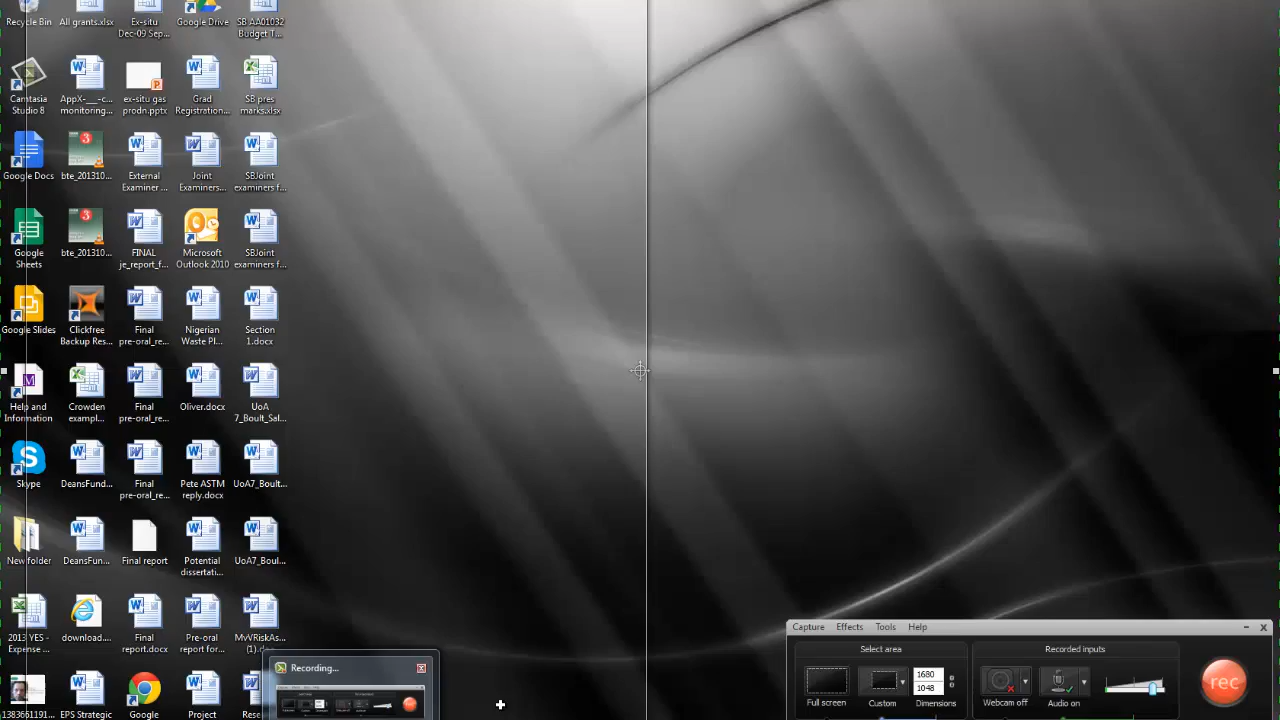 Recycle Bin
All grants.xlsx
Ex-situ
Dec-09 Sep...
Google Drive
SB AA01032
Budget T...
Camtasia
Studio 8
AppX-___-c...
monitoring...
ex-situ gas
prodn.pptx
Grad
Registration...
SB pres
marks.xlsx
Google Docs
3
bte_201310...
External
Examiner ...
Joint
Examiners...
SBJoint
examiners f...
Google
Sheets
3
bte_201310...
FINAL
je_report_f...
Microsoft
Outlook 2010
SBJoint
examiners f...
Google Slides
Clickfree
Backup Res...
Final
pre-oral_re...
Nigerian
Waste Pl...
Section
1.docx
Help and
Information
Crowden
exampl...
Final
pre-oral_re...
Oliver.docx
UoA
7_Boult_Sal...
Skype
DeansFund...
Final
pre-oral_re...
Pete ASTM
reply.docx
UoA7_Boult...
New folder
DeansFun...
Final report
Potential
dissertati...
UoA7_Boul...
2013 YES -
Expense ...
download....
Final
report.docx
Pre-oral
report for ...
MvVRiskAs...
(1).d...
1383661191...
EPS Strategic
Google
Project
Rese
Recording...
Capture Effects Tools Help
Select area
Recorded inputs
1680
1048
Full screen
Custom
Dimensions
Webcam off
Audio on
rec